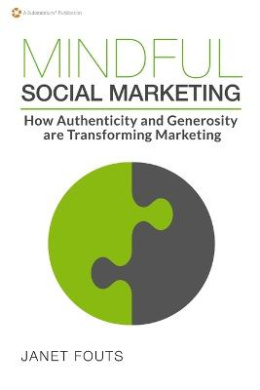 MINDFUL
SOCIAL MARKETING
How Authenticity and Generosity
are Transforming Marketing
JANET FOUTS